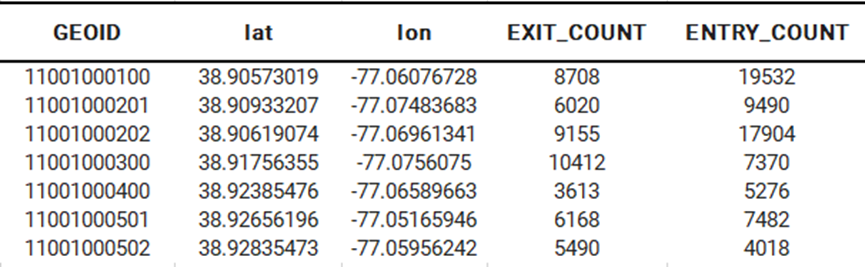 GEOID lat lon EXIT_COUNT ENTRY_COUNT
11001000100 38.90573019 -77.06076728 8708 19532
11001000201 38.90933207 -77.07483683 6020 9490
11001000202 38.90619074 -77.06961341 9155 17904
11001000300 38.91756355 -77.0756075 10412 7370
11001000400 38.92385476 -77.06589663 3613 5276
11001000501 38.92656196 -77.05165946 6168 7482
11001000502 38.92835473 -77.05956242 5490 4018